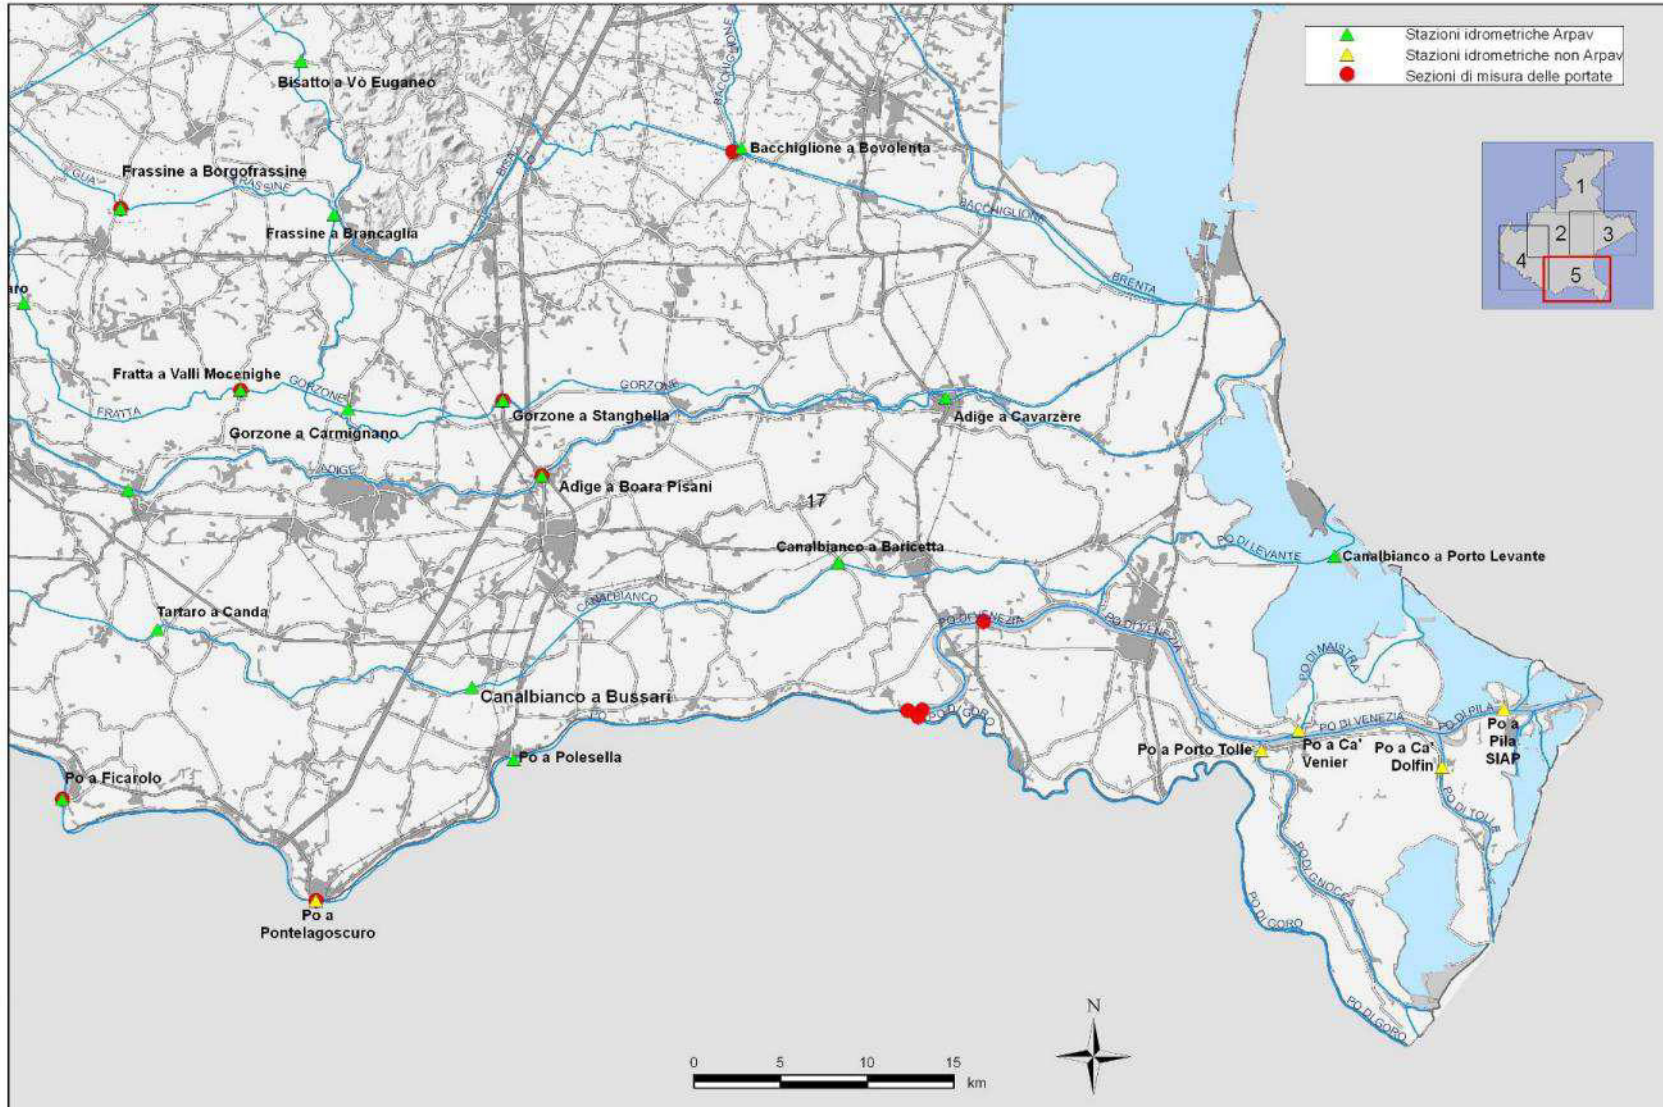 Stazioni idrometriche Arpav
Stazioni idrometriche non Arpav
Sezioni di misura delle portate
1
2
3
4
5
BACCHIGLIONE
Bisatto a Vò Euganeo
Bacchiglione a Bovolenta
Frassine a Borgofrassine
GUA'
FRASSINE
BACCHIGLIONE
Frassine a Brancaglia
BRENTA
aro
Fratta a Valli Mocenighe
GORZONE
GORZONE
FRATTA
Gorzone a Stanghella
Adige a Cavarzère
Gorzone a Carmignano
ADIGE
Adige a Boara Pisani
17
Canalbianco a Baricetta
PO DI LEVANTE
Canalbianco a Porto Levante
CANALBIANCO
Tartaro a Canda
PO DI VENEZIA
PO DI VENEZIA
PO DI MAISTRA
Canalbianco a Bussari
PO
PO DI GORO
PO DI VENEZIA
PO DI PILA
Po a Porto Tolle
Po a Ca'
Venier
Po a Ca'
Dolfin
Po a
Pila
SIAP
Po a Polesella
Po a Ficarolo
PO DI TOLLE
PO DI GNOCCA
PO DI GORO
Po a
Pontelagoscuro
PO DI GORO
N
0 5 10 15
km